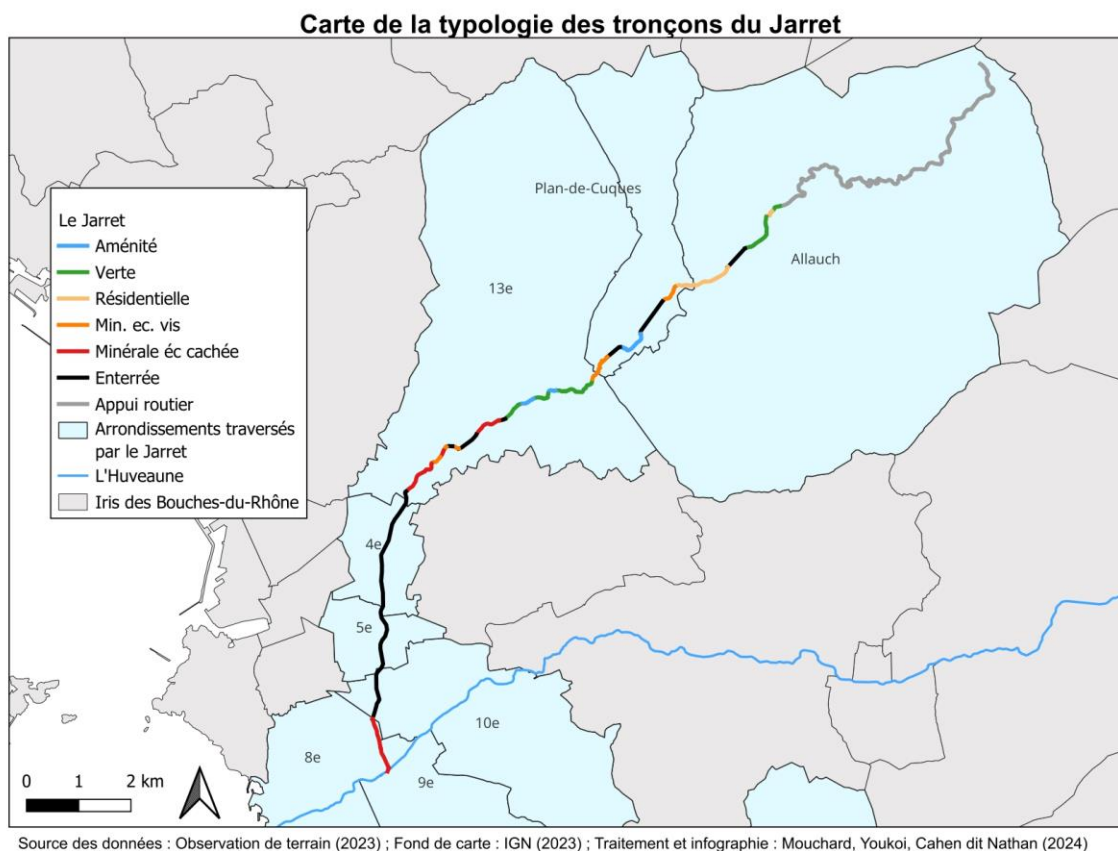 Carte de la typologie des tronçons du Jarret
Plan-de-Cuques
Le Jarret
Aménité
Verte
Résidentielle
Min. ec. vis
Minérale éc cachée
Enterrée
Appui routier
Arrondissements traversés
par le Jarret
L'Huveaune
Iris des Bouches-du-Rhône
Allauch
13e
4e
5e
10e
8e
9e
0 1 2 km
Source des données : Observation de terrain (2023) ; Fond de carte : IGN (2023) ; Traitement et infographie : Mouchard, Youkoi, Cahen dit Nathan (2024)